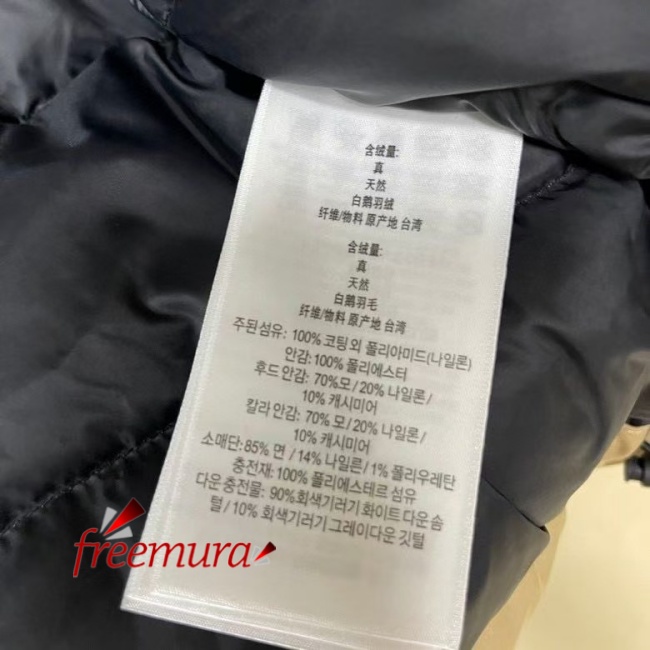 含绒量:
真
天然
白鹅羽绒
纤维/物料 原产地 台湾
含绒量:
真
天然
白鹅羽毛
纤维/物料 原产地 台湾
주된 섬유: 100% 코팅 외 폴리아미드(나일론)
안감: 100% 폴리에스터
후드 안감: 70%모 / 20% 나일론 /
10% 캐시미어
칼라 안감: 70% 모 / 20% 나일론 /
10% 캐시미어
소매단: 85% 면 / 14% 나일론 / 1% 폴리우레탄
충전재: 100% 폴리에스테르 섬유
다운 충전물: 90% 회색기러기 화이트 다운 솜
털 / 10% 회색기러기 그레이다운 깃털
freemura